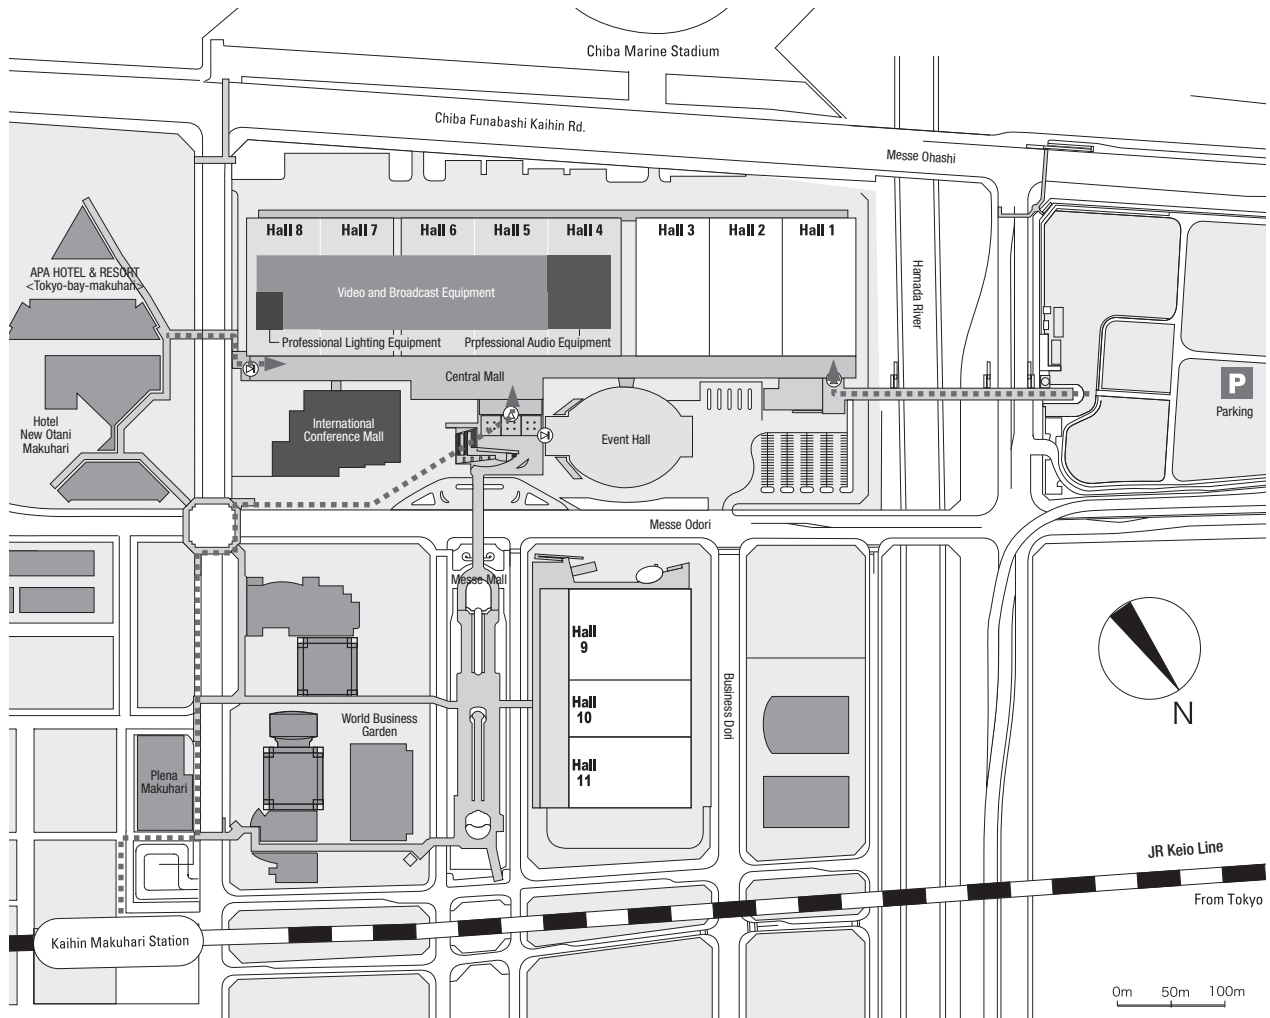 Chiba Marine Stadium
Chiba Funabashi Kaihin Rd.
Messe Ohashi
Hall 8
Hall 7
Hall 6
Hall 5
Hall 4
Hall 3
Hall 2
Hall 1
APA HOTEL & RESORT
<Tokyo-bay-makuhari>
Video and Broadcast Equipment
Hamada River
Professional Lighting Equipment
Prpfessional Audio Equipment
Central Mall
P
Parking
Hotel
New Otani
Makuhari
International
Conference Mall
Event Hall
Messe Odori
Messe Mall
Hall
9
Hall
10
Hall
11
Business Dori
N
World Business
Garden
Plena
Makuhari
JR Keio Line
From Tokyo
Kaihin Makuhari Station
0m
50m
100m